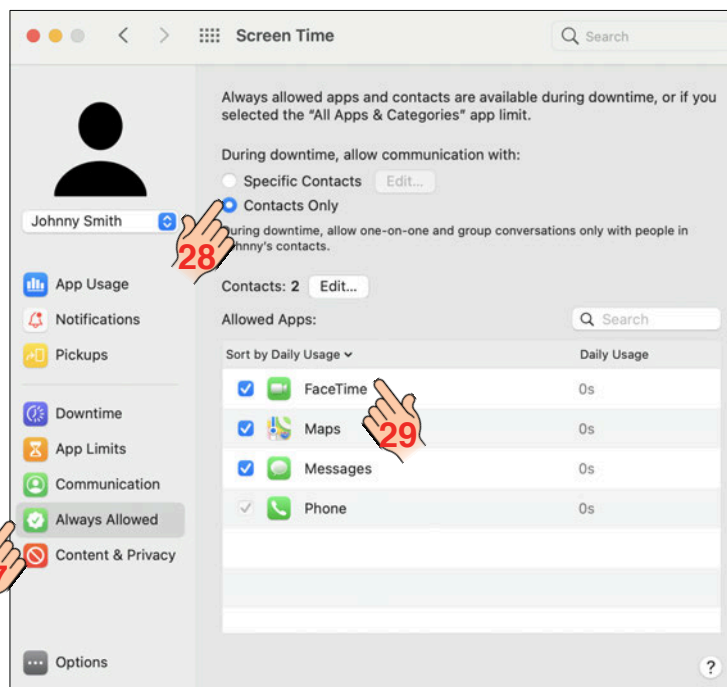 Screen Time
Search
Always allowed apps and contacts are available during downtime, or if you
selected the “All Apps & Categories” app limit.
During downtime, allow communication with:
Specific Contacts Edit...
Contacts Only
During downtime, allow one-on-one and group conversations only with people in
contacts.
Johnny Smith
28
App Usage
Notifications
Pickups
Downtime
App Limits
Communication
Always Allowed
7
Content & Privacy
Options
Contacts: 2 Edit...
Allowed Apps:
Search
Sort by Daily Usage Daily Usage
FaceTime 0s
Maps 0s
29
Messages 0s
Phone 0s
?